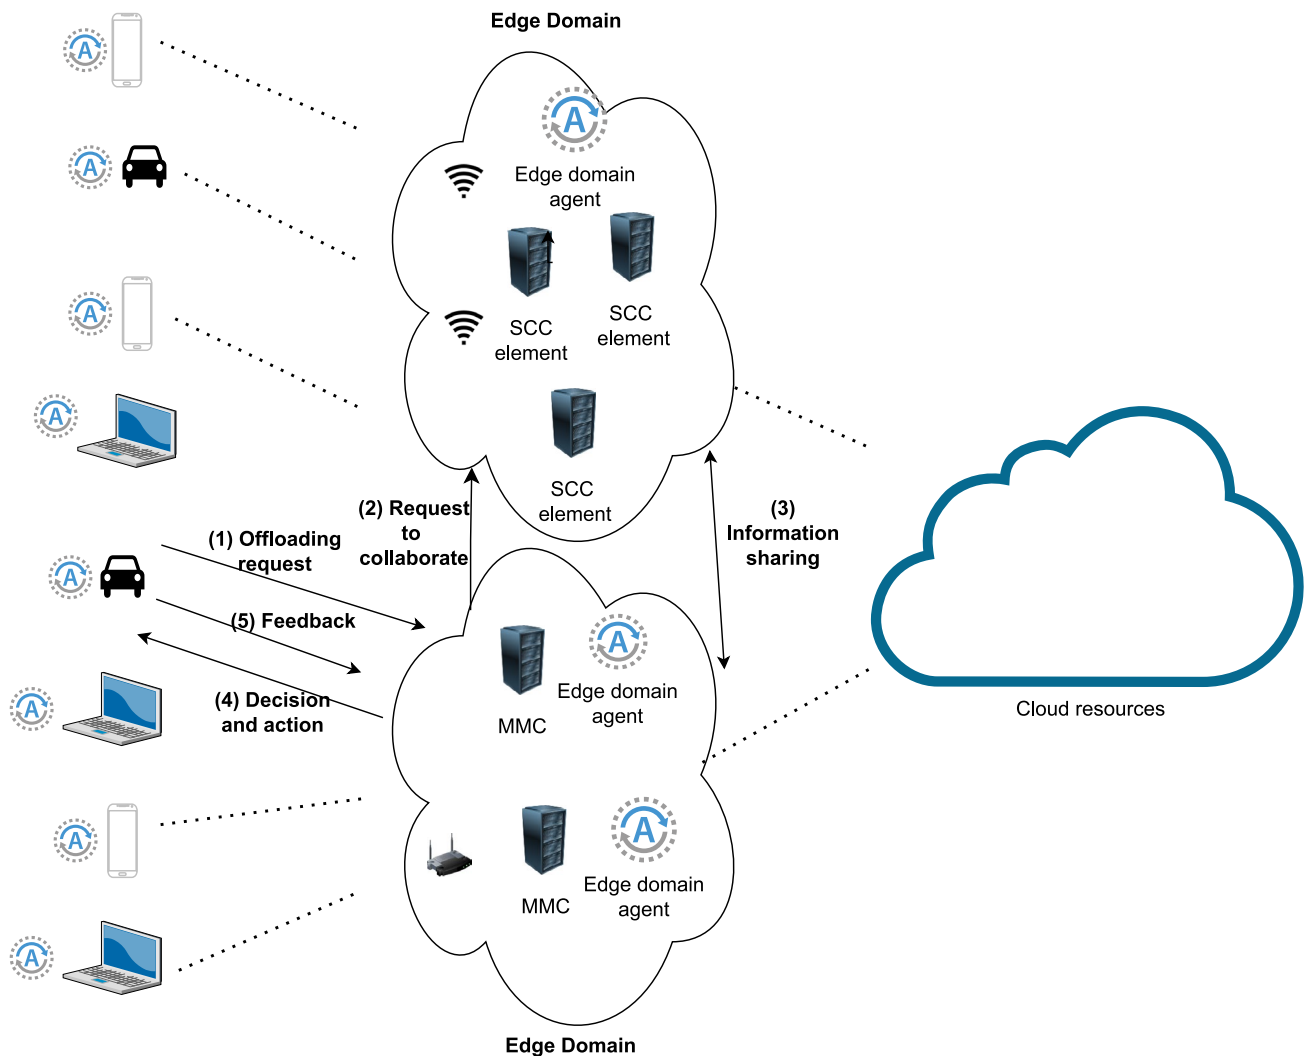 Edge Domain
A
A
Edge domain
agent
A
SCC
element
SCC
element
A
A
SCC
element
(2) Request
to
collaborate
(3)
Information
sharing
(1) Offloading
request
A
(5) Feedback
A
Edge domain
agent
MMC
(4) Decision
and action
A
Cloud resources
A
A
Edge domain
agent
MMC
A
Edge Domain